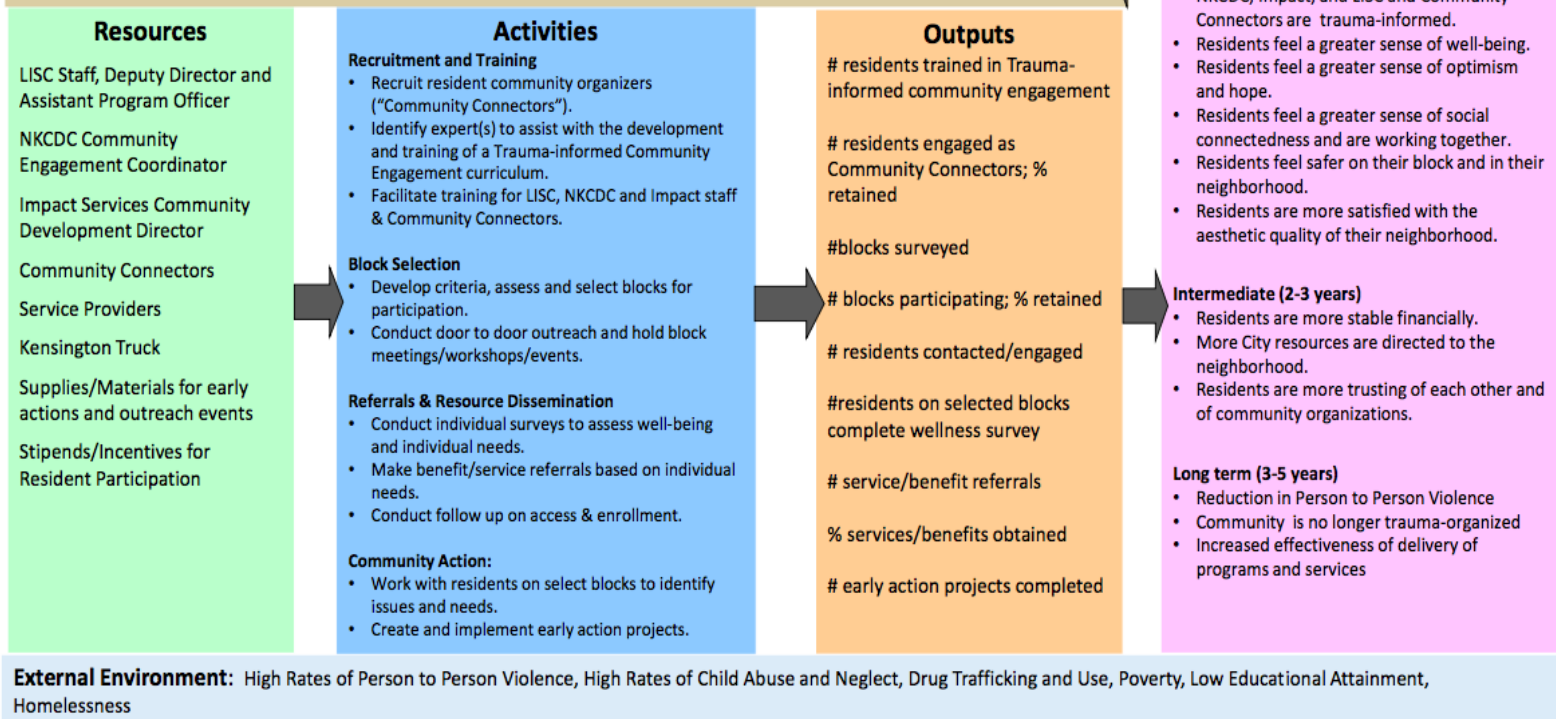 Resources
LISC Staff, Deputy Director and
Assistant Program Officer
NKCDC Community
Engagement Coordinator
Impact Services Community
Development Director
Community Connectors
Service Providers
Kensington Truck
Supplies/Materials for early
actions and outreach events
Stipends/Incentives for
Resident Participation
Activities
Recruitment and Training
• Recruit resident community organizers
("Community Connectors").
• Identify expert(s) to assist with the development
and training of a Trauma-informed Community
Engagement curriculum.
• Facilitate training for LISC, NKCDC and Impact staff
& Community Connectors.
Block Selection
• Develop criteria, assess and select blocks for
participation.
• Conduct door to door outreach and hold block
meetings/workshops/events.
Referrals & Resource Dissemination
• Conduct individual surveys to assess well-being
and individual needs.
• Make benefit/service referrals based on individual
needs.
• Conduct follow up on access & enrollment.
Community Action:
• Work with residents on select blocks to identify
issues and needs.
• Create and implement early action projects.
Outputs
# residents trained in Trauma-
informed community engagement
# residents engaged as
Community Connectors; %
retained
#blocks surveyed
# blocks participating; % retained
# residents contacted/engaged
#residents on selected blocks
complete wellness survey
# service/benefit referrals
% services/benefits obtained
# early action projects completed
NKCDC, Impact, and LISC and Community
Connectors are trauma-informed.
• Residents feel a greater sense of well-being.
• Residents feel a greater sense of optimism
and hope.
• Residents feel a greater sense of social
connectedness and are working together.
• Residents feel safer on their block and in their
neighborhood.
• Residents are more satisfied with the
aesthetic quality of their neighborhood.
Intermediate (2-3 years)
• Residents are more stable financially.
• More City resources are directed to the
neighborhood.
• Residents are more trusting of each other and
of community organizations.
Long term (3-5 years)
• Reduction in Person to Person Violence
• Community is no longer trauma-organized
• Increased effectiveness of delivery of
programs and services
External Environment: High Rates of Person to Person Violence, High Rates of Child Abuse and Neglect, Drug Trafficking and Use, Poverty, Low Educational Attainment,
Homelessness